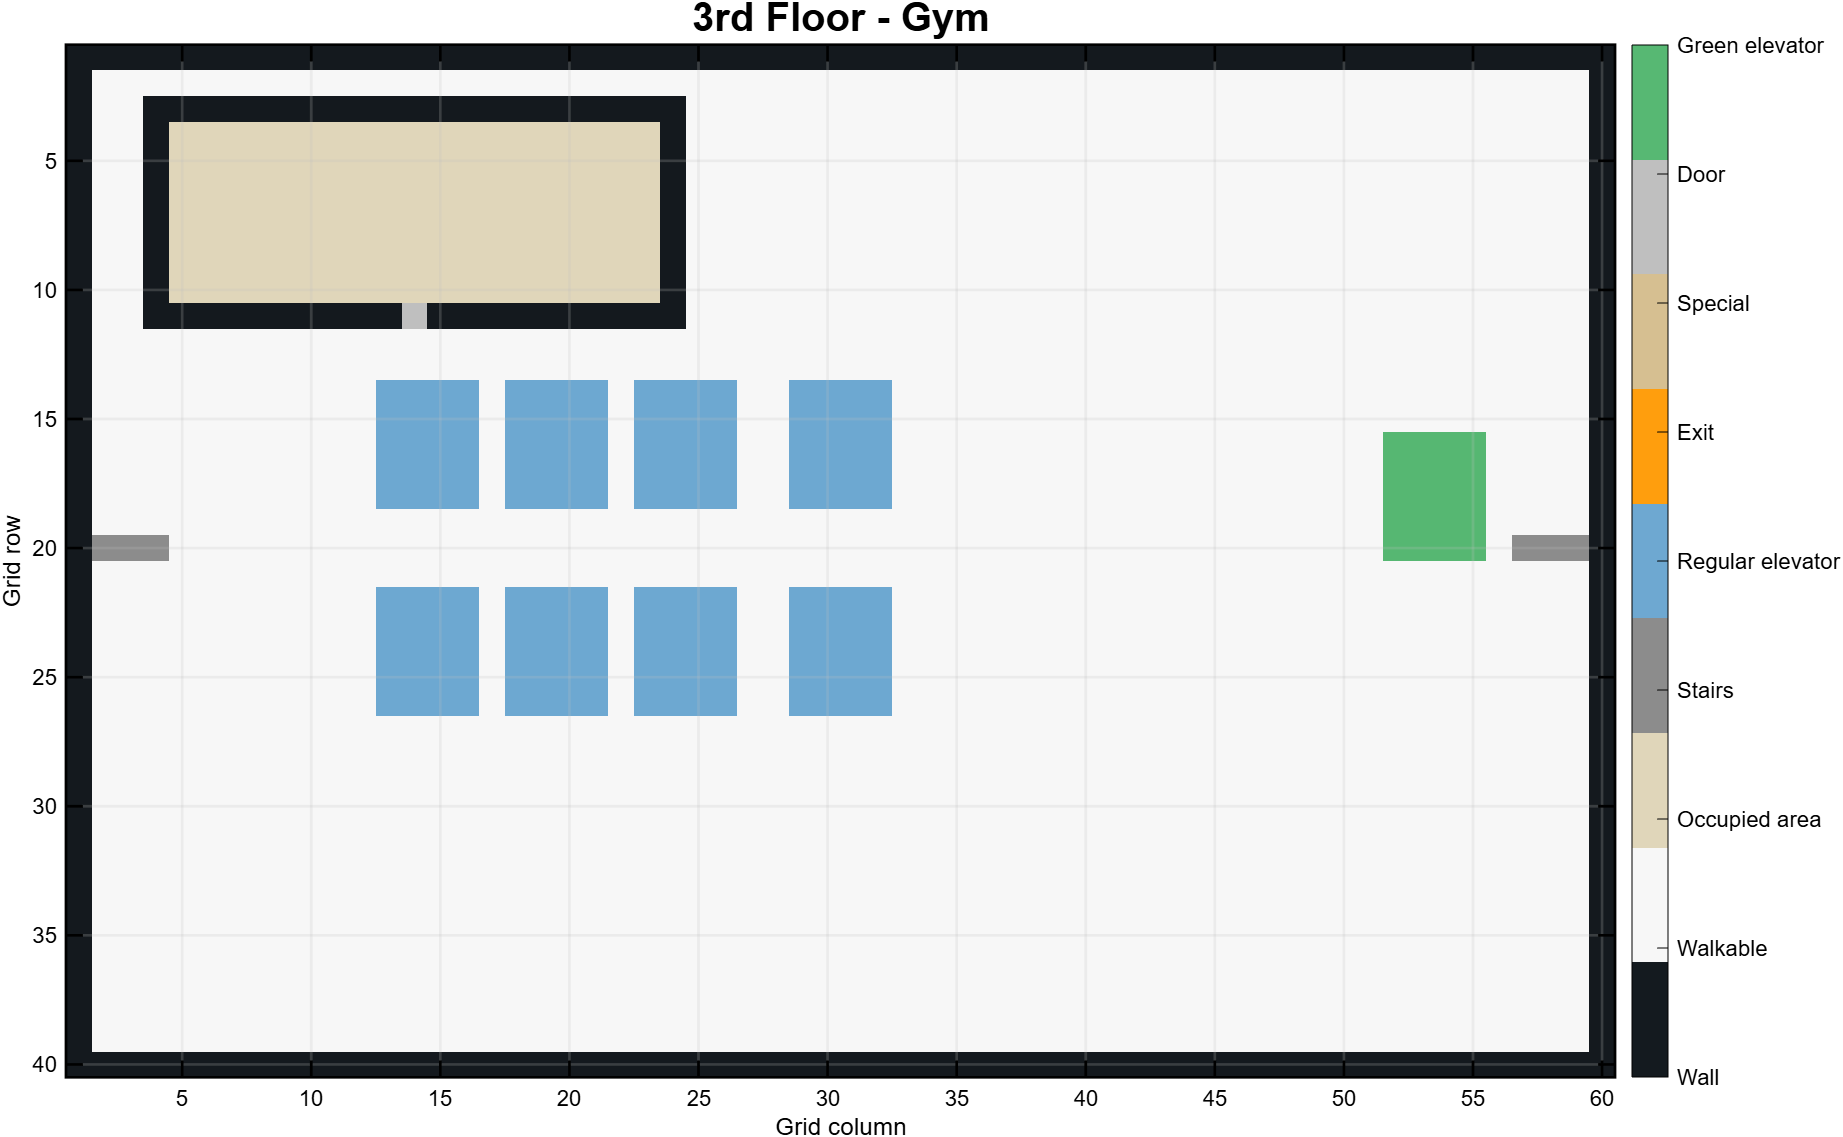 3rd Floor - Gym
Green elevator
Door
Special
Exit
Regular elevator
Stairs
Occupied area
Walkable
Wall
Grid row
5
10
15
20
25
30
35
40
5 10 15 20 25 30 35 40 45 50 55 60
Grid column